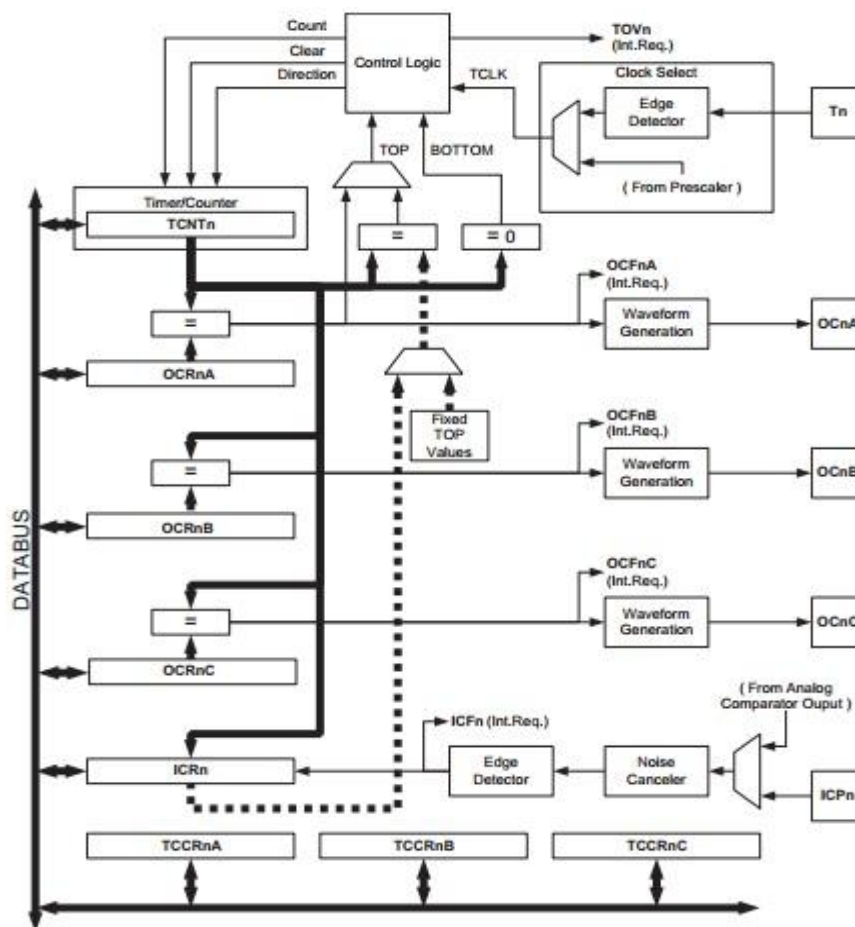 Count
Clear
Direction
Control Logic
TOVn
(Int.Req.)
TCLK
Clock Select
Edge
Detector
Tn
( From Prescaler )
TOP
BOTTOM
Timer/Counter
TCNTn
=
= 0
=
OCRnA
OCFnA
(Int.Req.)
Waveform
Generation
OCnA
Fixed
TOP
Values
=
OCRnB
OCFnB
(Int.Req.)
Waveform
Generation
OCnB
DATABUS
=
OCRnC
OCFnC
(Int.Req.)
Waveform
Generation
OCnC
( From Analog
Comparator Ouput )
ICFn (Int.Req.)
ICRn
Edge
Detector
Noise
Canceler
ICPn
TCCRnA
TCCRnB
TCCRnC